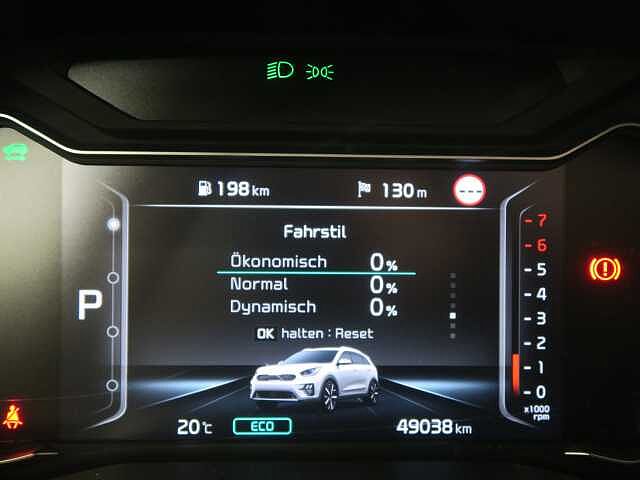 198 km
130 m
---
Fahrstil
Ökonomisch 0 %
Normal 0 %
Dynamisch 0 %
OK halten : Reset
P
7
6
5
4
3
2
1
0
x1000
rpm
20 °C
ECO
49038 km